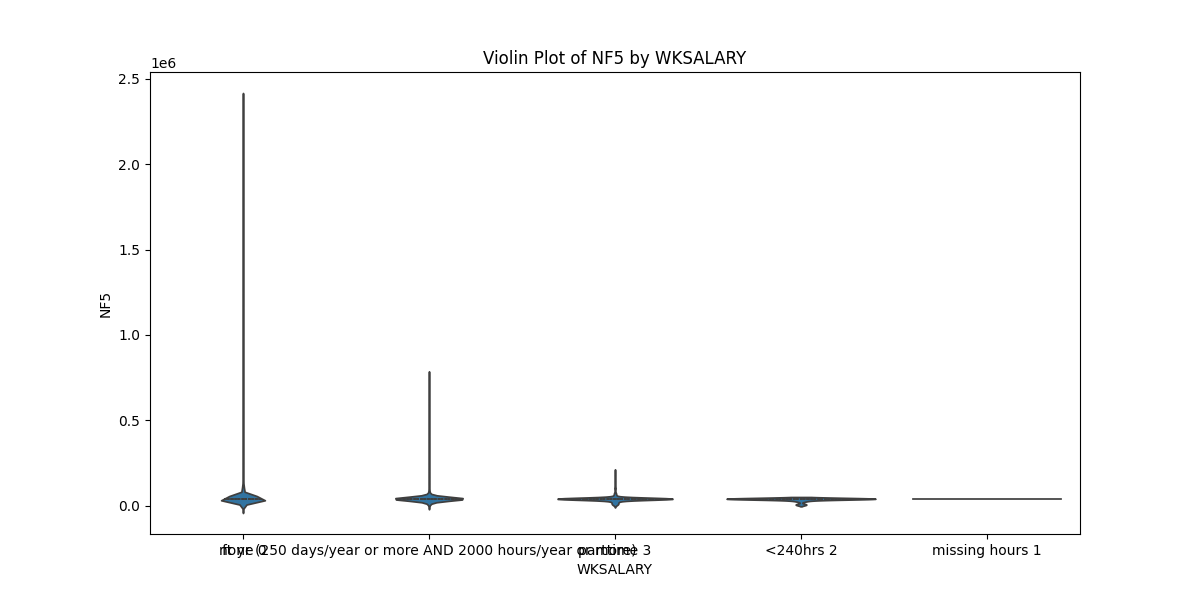 Violin Plot of NF5 by WKSALARY
1e6
2.5
2.0
1.5
1.0
0.5
0.0
NF5
days/year or more AND 2000 hours/year 3
<240hrs 2
missing hours 1
WKSALARY